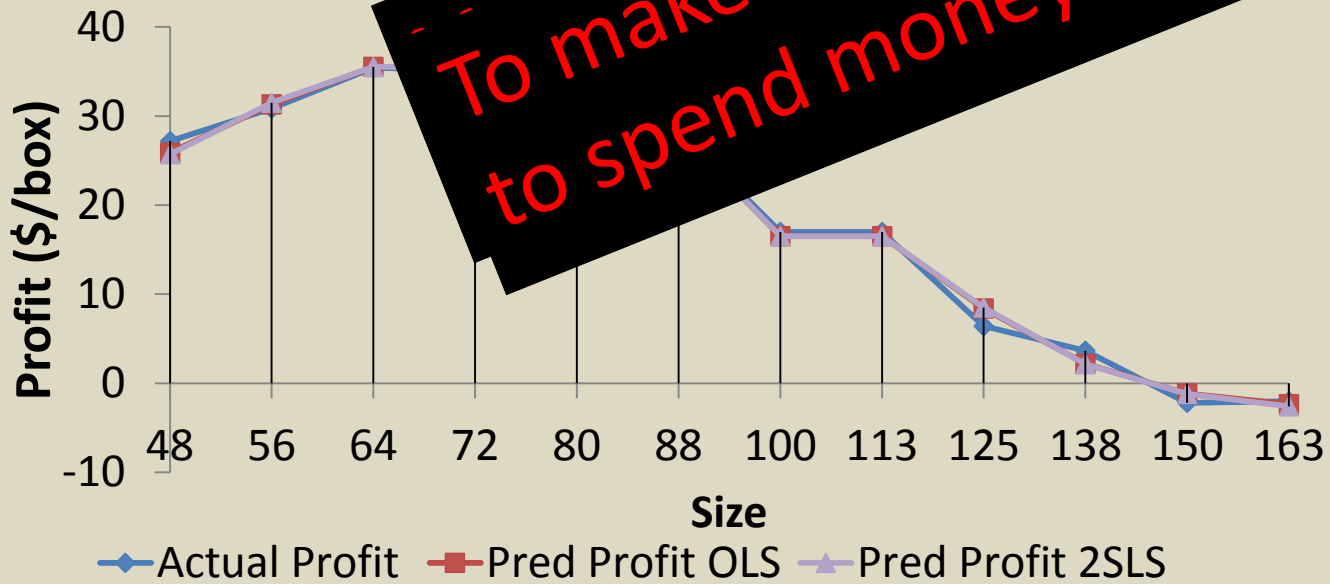 40
To make
to spend money
30
20
10
0
-10
Profit ($/box)
48 56 64 72 80 88 100 113 125 138 150 163
Size
Actual Profit Pred Profit OLS Pred Profit 2SLS